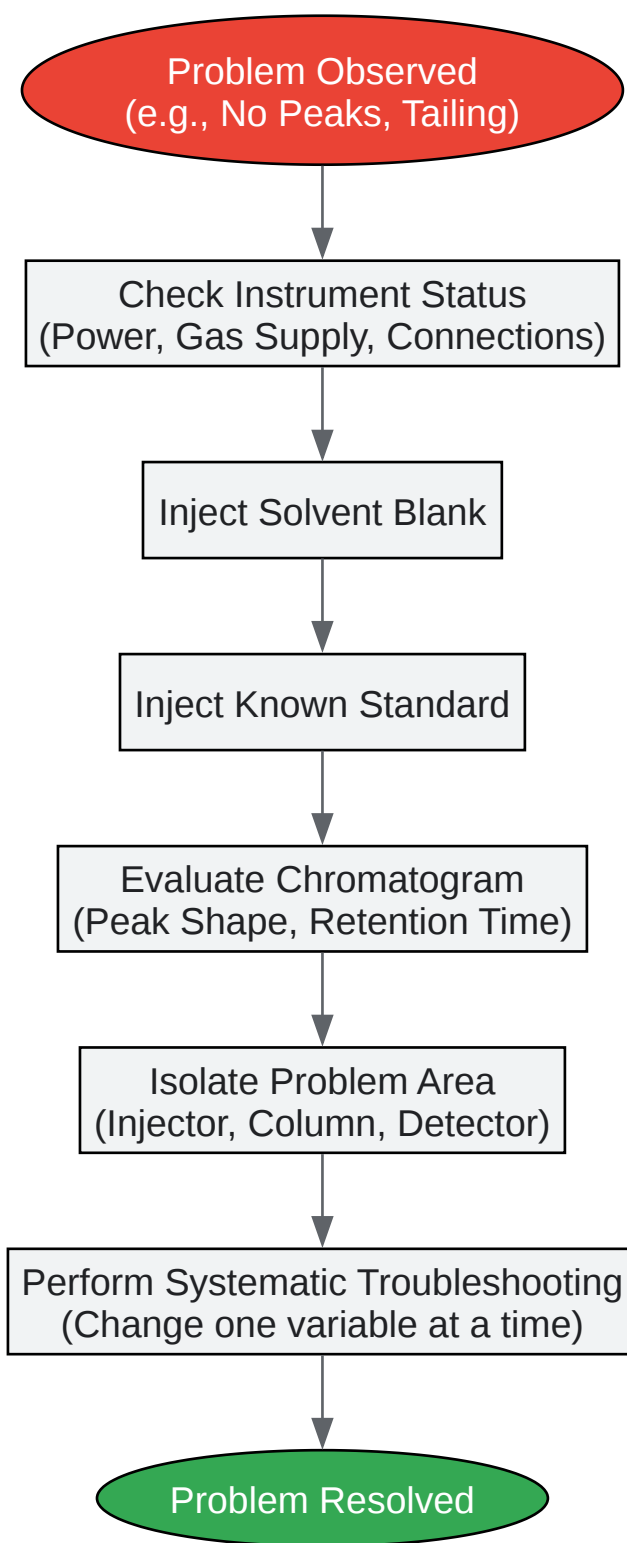 Problem Observed
(e.g., No Peaks, Tailing)
Check Instrument Status
(Power, Gas Supply, Connections)
Inject Solvent Blank
Inject Known Standard
Evaluate Chromatogram
(Peak Shape, Retention Time)
Isolate Problem Area
(Injector, Column, Detector)
Perform Systematic Troubleshooting
(Change one variable at a time)
Problem Resolved